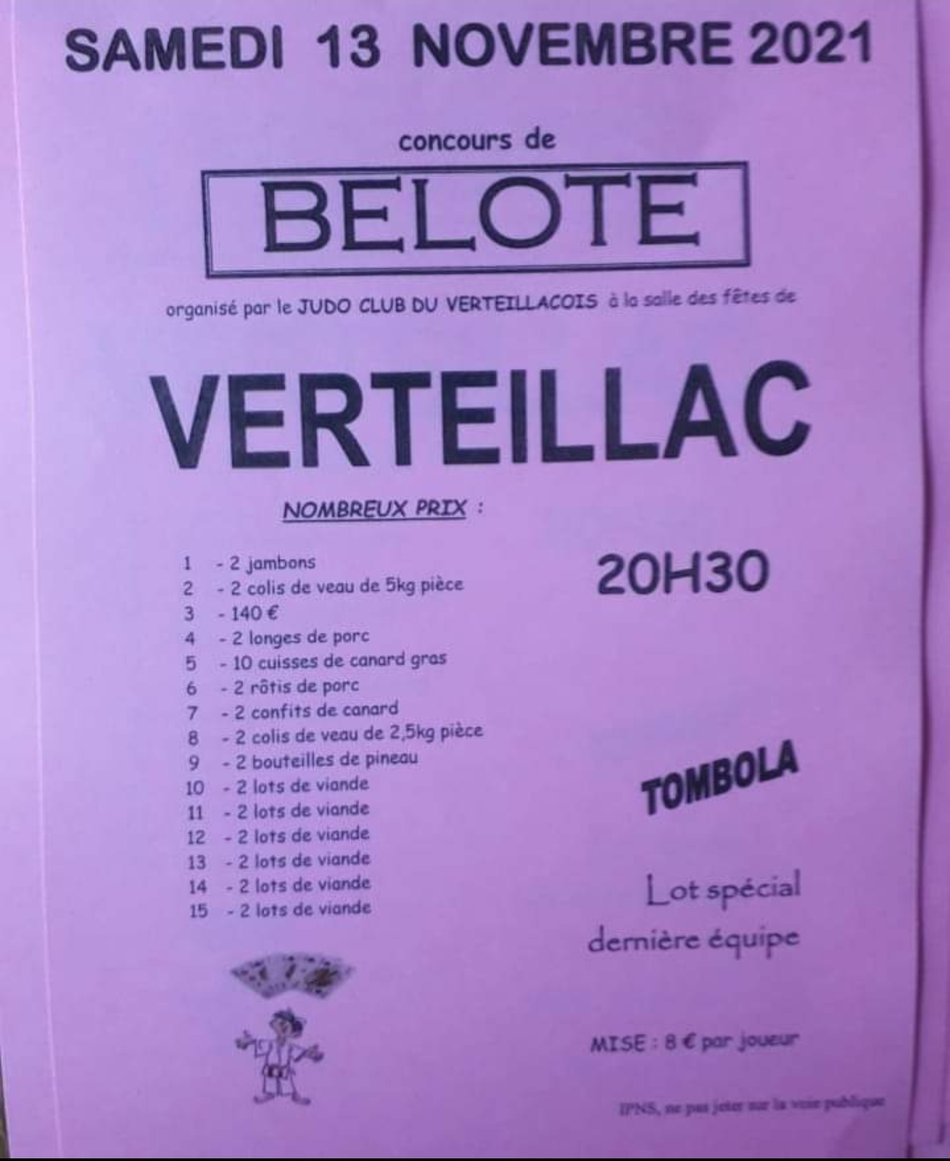 SAMEDI 13 NOVEMBRE 2021
concours de
BELOTE
organisé par le JUDO CLUB DU VERTEILLACOIS à la salle des fêtes de
VERTEILLAC
NOMBREUX PRIX :
20H30
1 - 2 jambons
2 - 2 colis de veau de 5kg pièce
3 - 140 €
4 - 2 longes de porc
5 - 10 cuisses de canard gras
6 - 2 rôtis de porc
7 - 2 confits de canard
8 - 2 colis de veau de 2,5kg pièce
9 - 2 bouteilles de pineau
10 - 2 lots de viande
11 - 2 lots de viande
12 - 2 lots de viande
13 - 2 lots de viande
14 - 2 lots de viande
15 - 2 lots de viande
TOMBOLA
Lot spécial
dernière équipe
MISE : 8 € par joueur
IPNS, ne pas jeter sur la voie publique